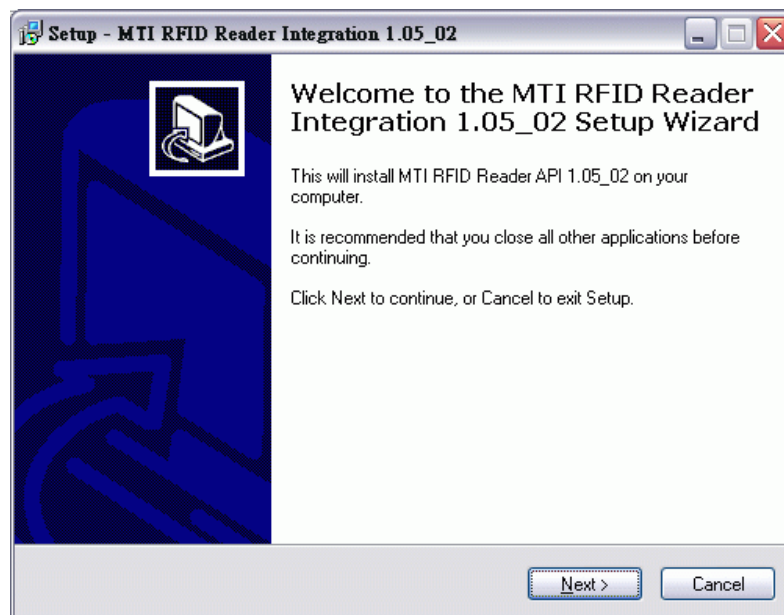 Setup - MTI RFID Reader Integration 1.05_02
Welcome to the MTI RFID Reader
Integration 1.05_02 Setup Wizard
This will install MTI RFID Reader API 1.05_02 on your
computer.
It is recommended that you close all other applications before
continuing.
Click Next to continue, or Cancel to exit Setup.
Next >
Cancel